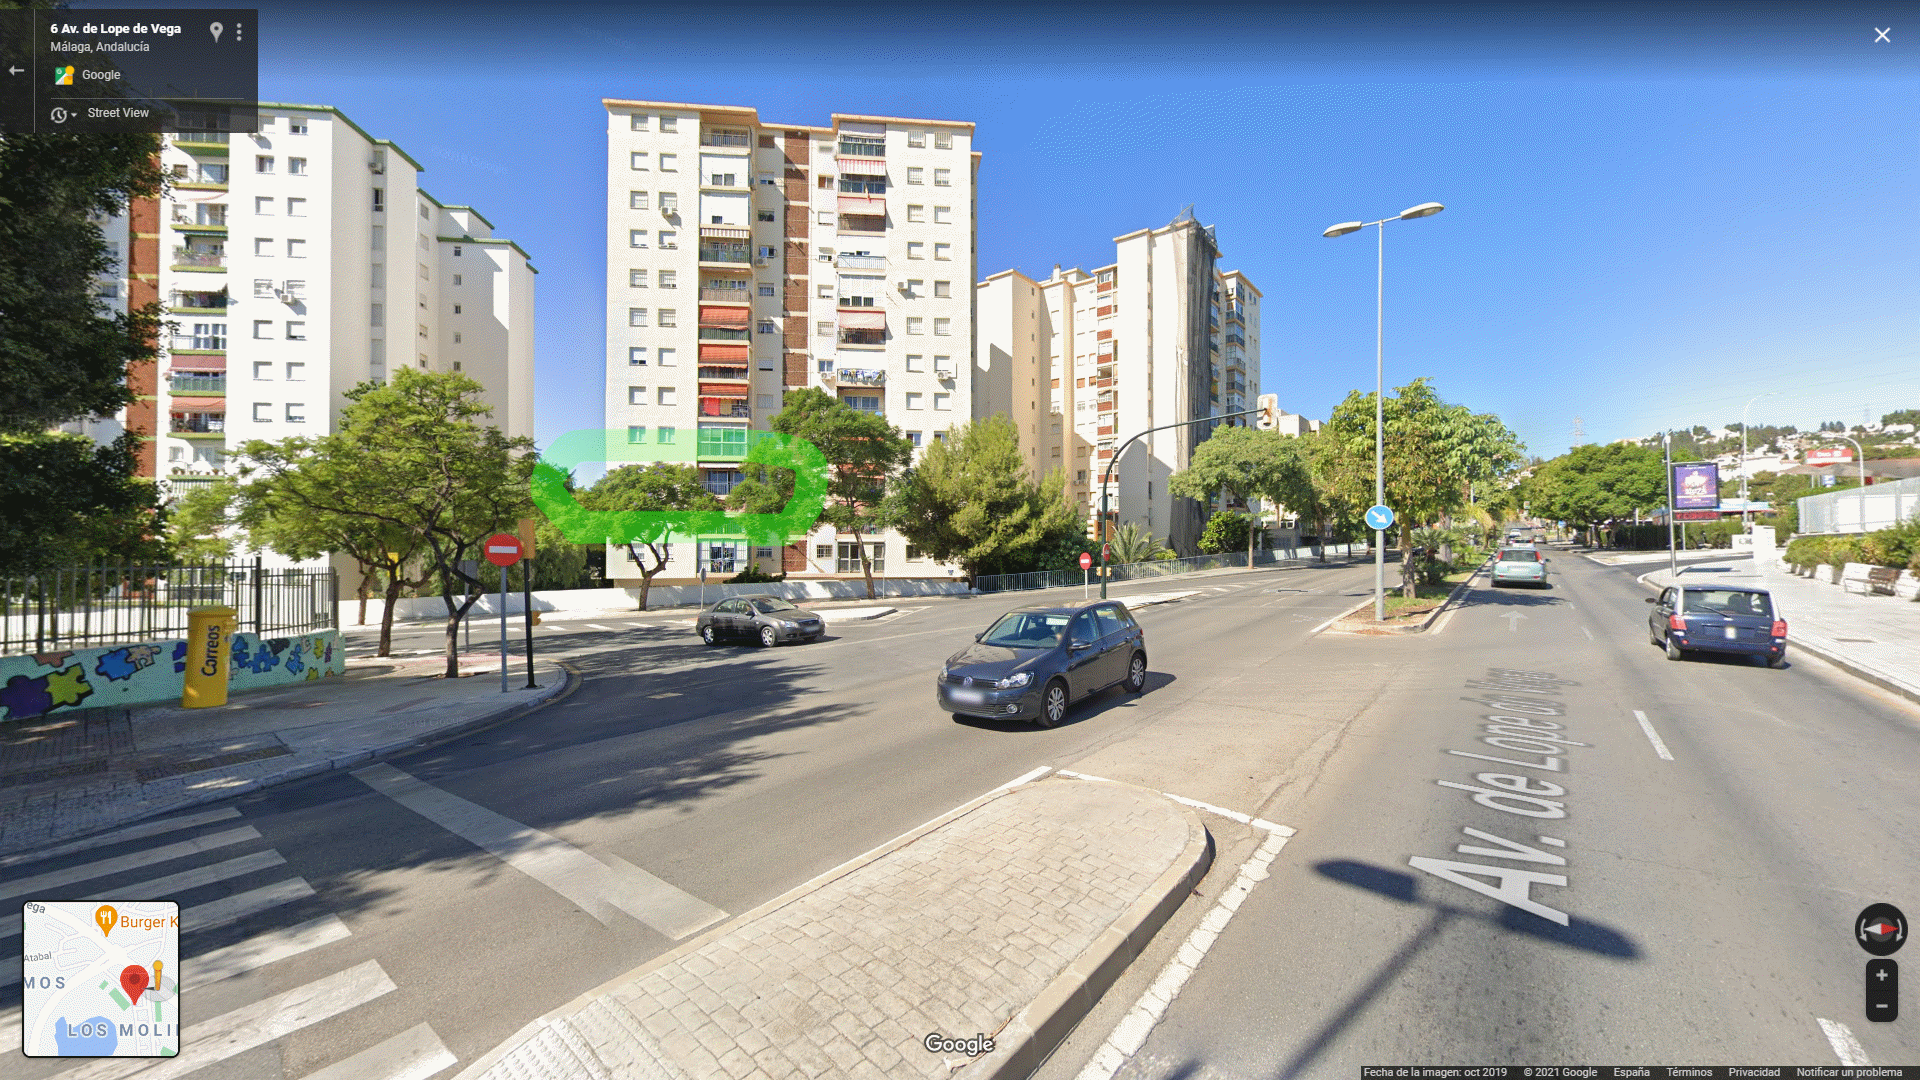 6 Av. de Lope de Vega
Málaga, Andalucía
Google
Street View
Correos
Av. de Lope de Vega
ega
Burger K
Atabal
MOS
LOS MOLI
Google
Fecha de la imagen: oct 2019 © 2021 Google España Términos Privacidad Notificar un problema